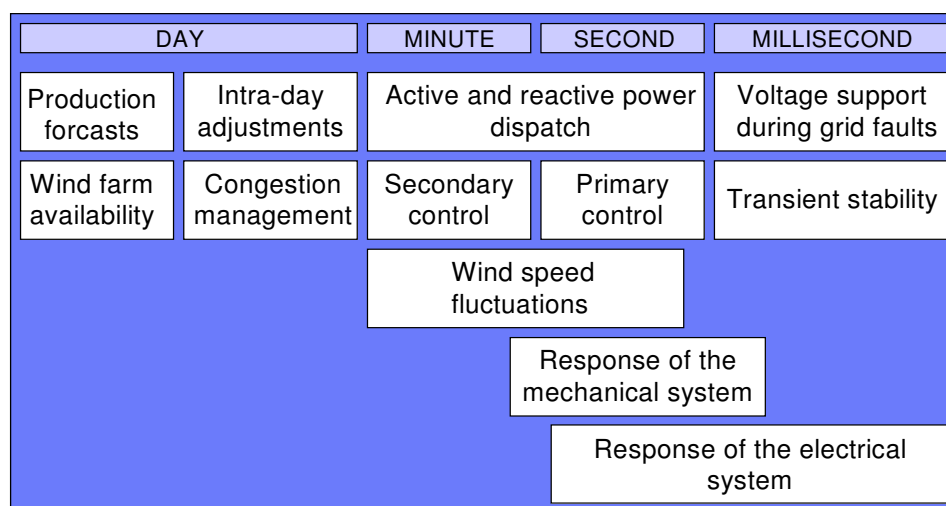 DAY
MINUTE
SECOND
MILLISECOND
Production
forcasts
Intra-day
adjustments
Active and reactive power
dispatch
Voltage support
during grid faults
Wind farm
availability
Congestion
management
Secondary
control
Primary
control
Transient stability
Wind speed
fluctuations
Response of the
mechanical system
Response of the electrical
system